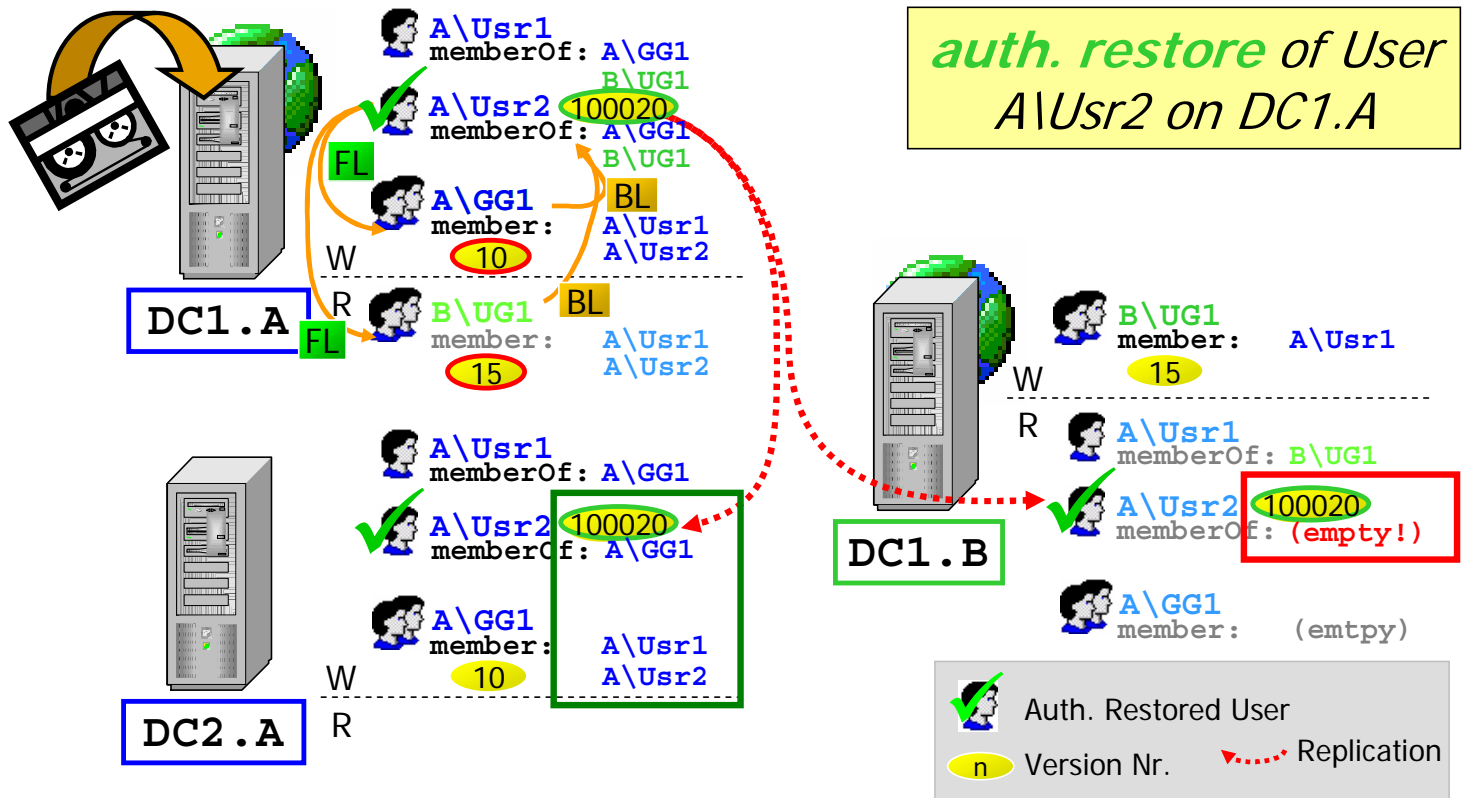 auth. restore of User
A\Usr2 on DC1.A
A\Usr1
memberOf: A\GG1
B\UG1
A\Usr2 100020
memberOf: A\GG1
B\UG1
FL
BL
A\GG1
member: A\Usr1
10 A\Usr2
W
R
DC1.A
FL
BL
B\UG1
member: A\Usr1
15 A\Usr2
A\Usr1
memberOf: A\GG1
A\Usr2 100020
memberOf: A\GG1
A\GG1
member: A\Usr1
10 A\Usr2
W
R
DC2.A
B\UG1
member: A\Usr1
15
W
R
A\Usr1
memberOf: B\UG1
A\Usr2 100020
memberOf: (empty!)
DC1.B
A\GG1
member: (emtpy)
Auth. Restored User
n Version Nr. Replication